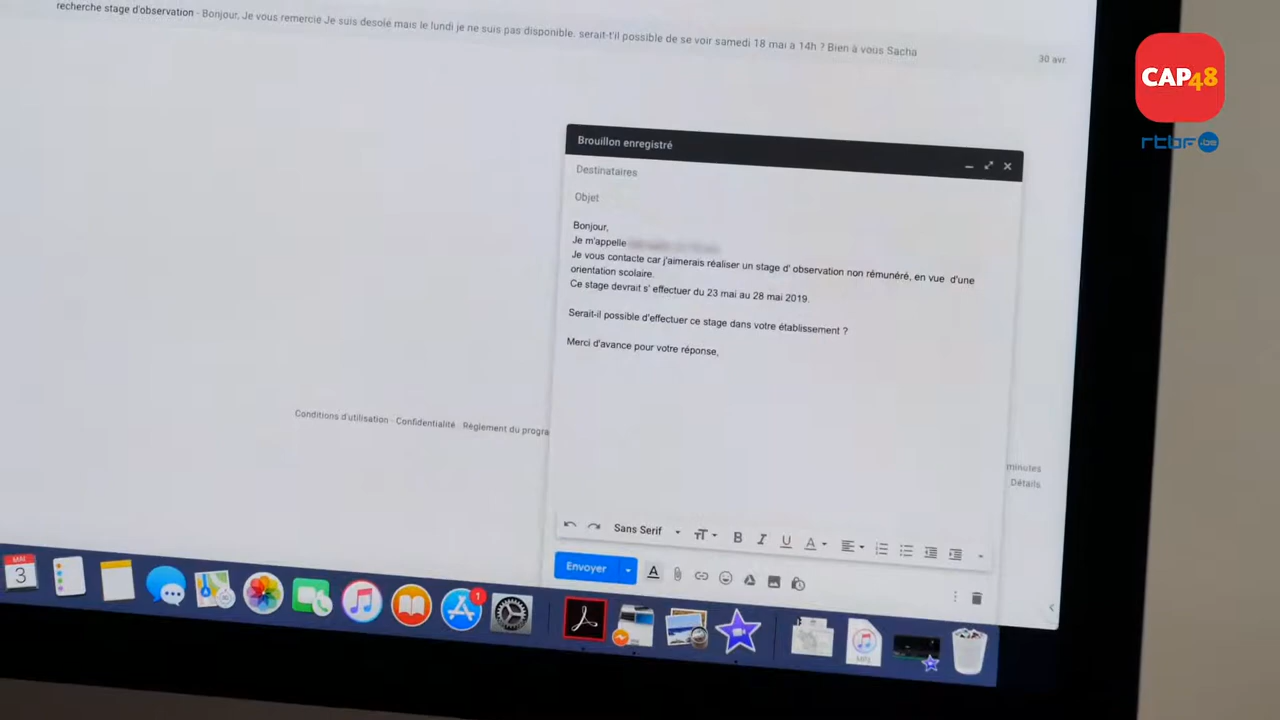 recherche stage d'observation - Bonjour, Je vous remercie Je suis desolé mais le lundi je ne suis pas disponible. serait-t'il possible de se voir samedi 18 mai à 14h ? Bien à vous Sacha
30 avr.
CAP48
rtbf.be
Brouillon enregistré
Destinataires
Objet
Bonjour,
Je m'appelle
Je vous contacte car j'aimerais réaliser un stage d' observation non rémunéré, en vue d'une
orientation scolaire.
Ce stage devrait s' effectuer du 23 mai au 28 mai 2019.
Serait-il possible d'effectuer ce stage dans votre établissement ?
Merci d'avance pour votre réponse,
Conditions d'utilisation - Confidentialité - Règlement du progra
minutes
Détails
Sans Serif
Envoyer
MAI
3
1
MP3